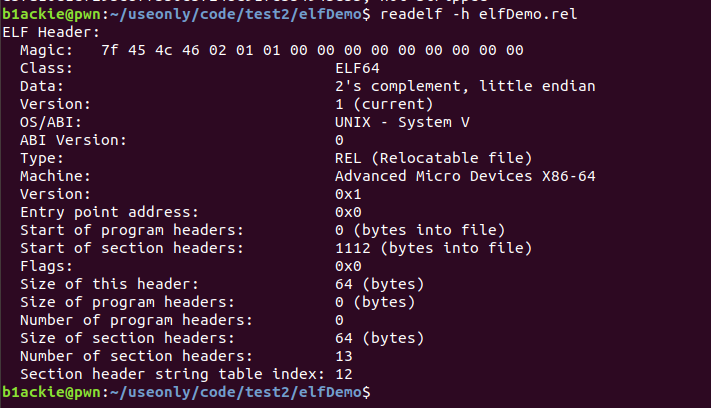 b1ackie@pwn:~/useonly/code/test2/elfDemo$ readelf -h elfDemo.rel
ELF Header:
  Magic:   7f 45 4c 46 02 01 01 00 00 00 00 00 00 00 00 00
  Class:                             ELF64
  Data:                              2's complement, little endian
  Version:                           1 (current)
  OS/ABI:                            UNIX - System V
  ABI Version:                       0
  Type:                              REL (Relocatable file)
  Machine:                           Advanced Micro Devices X86-64
  Version:                           0x1
  Entry point address:               0x0
  Start of program headers:          0 (bytes into file)
  Start of section headers:          1112 (bytes into file)
  Flags:                             0x0
  Size of this header:               64 (bytes)
  Size of program headers:           0 (bytes)
  Number of program headers:         0
  Size of section headers:           64 (bytes)
  Number of section headers:         13
  Section header string table index: 12
b1ackie@pwn:~/useonly/code/test2/elfDemo$